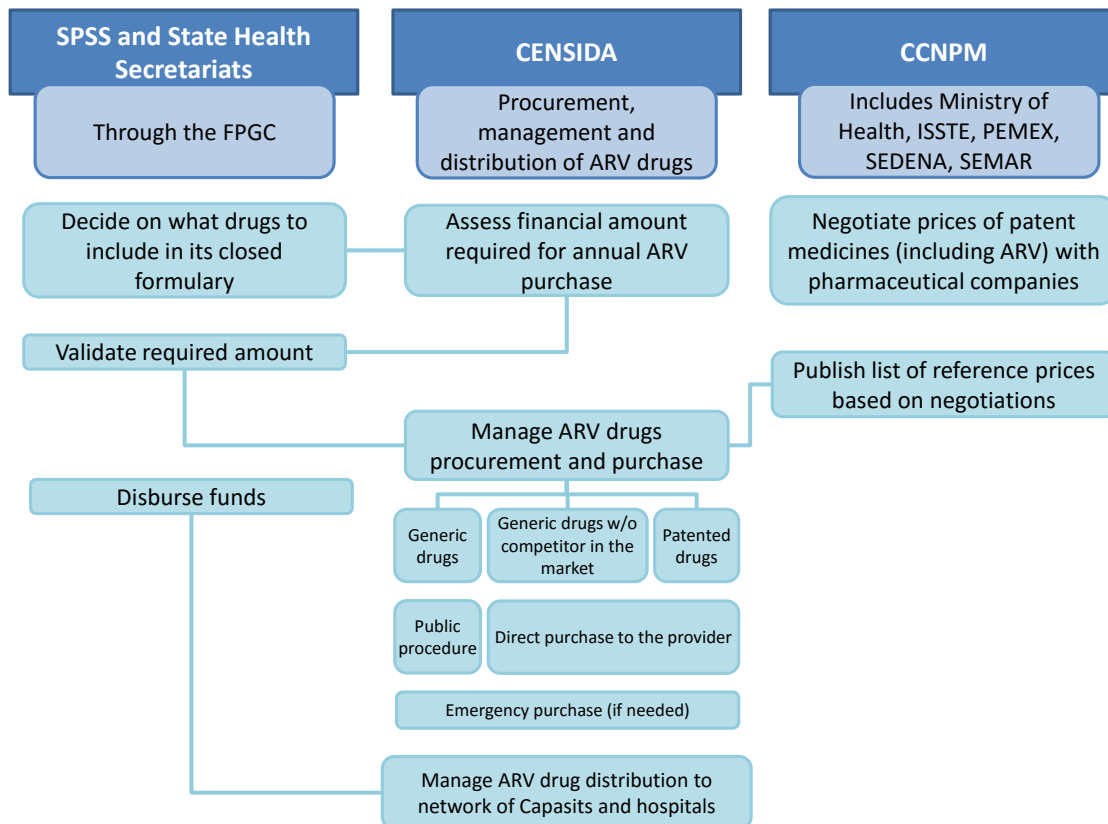 SPSS and State Health
Secretariats
Through the FPGC
CENSIDA
Procurement,
management and
distribution of ARV drugs
CCNPM
Includes Ministry of
Health, ISSTE, PEMEX,
SEDENA, SEMAR
Decide on what drugs to
include in its closed
formulary
Assess financial amount
required for annual ARV
purchase
Negotiate prices of patent
medicines (including ARV) with
pharmaceutical companies
Validate required amount
Publish list of reference prices
based on negotiations
Manage ARV drugs
procurement and purchase
Disburse funds
Generic
drugs
Generic drugs w/o
competitor in the
market
Patented
drugs
Public
procedure
Direct purchase to the provider
Emergency purchase (if needed)
Manage ARV drug distribution to
network of Capasits and hospitals